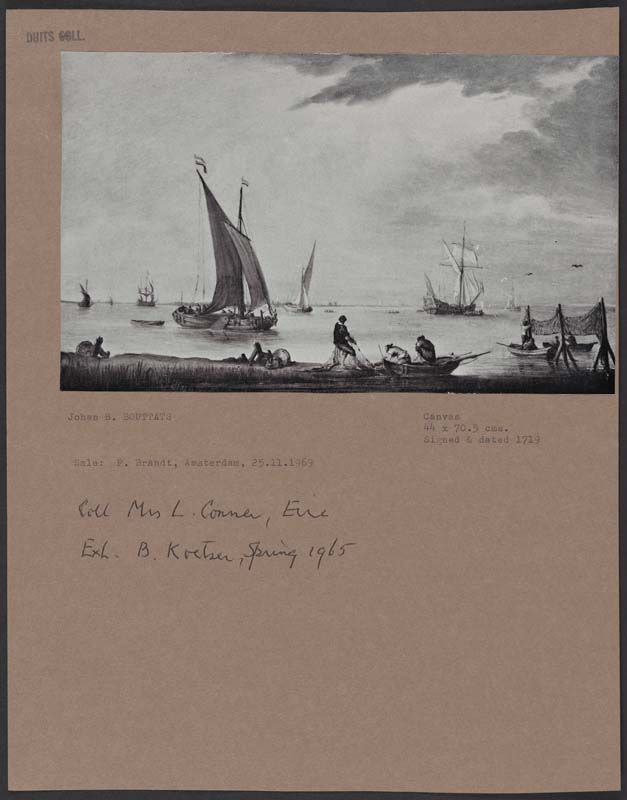 DUITS COLL.
Johan B. BOUTTATS
Canvas
44 x 70.5 cms.
Signed & dated 1719
Sale: P. Brandt, Amsterdam, 25.11.1969
Coll Mrs L. Conner, Eire
Exh. B. Koetser, Spring 1965